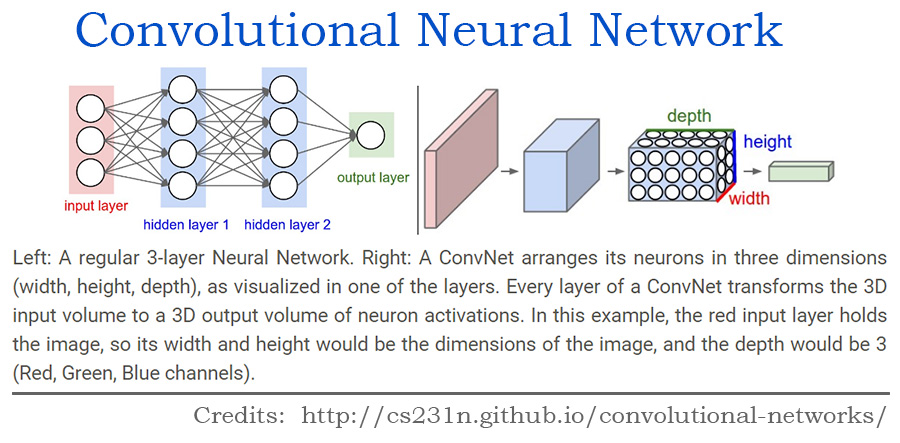 Convolutional Neural Network
input layer
hidden layer 1
hidden layer 2
output layer
depth
height
width
Left: A regular 3-layer Neural Network. Right: A ConvNet arranges its neurons in three dimensions
(width, height, depth), as visualized in one of the layers. Every layer of a ConvNet transforms the 3D
input volume to a 3D output volume of neuron activations. In this example, the red input layer holds
the image, so its width and height would be the dimensions of the image, and the depth would be 3
(Red, Green, Blue channels).
Credits: http://cs231n.github.io/convolutional-networks/